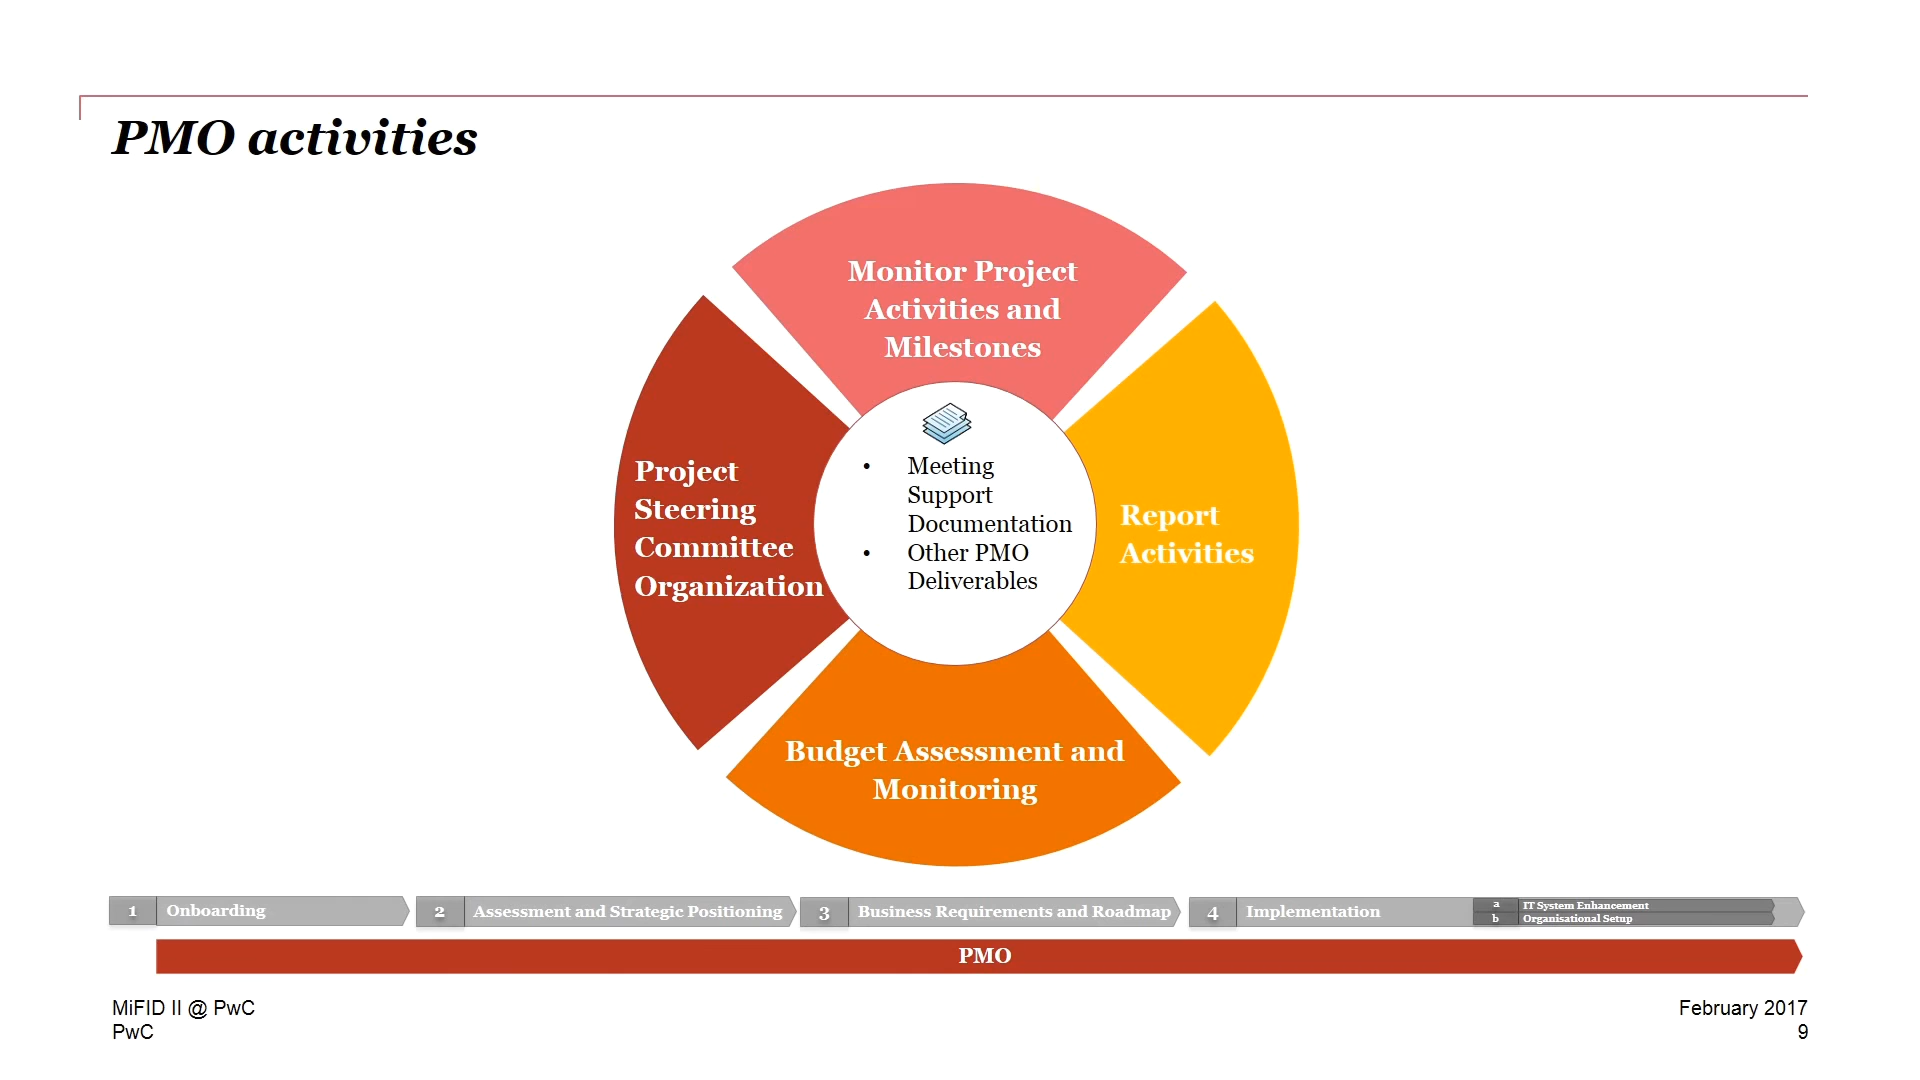 PMO activities
Monitor Project
Activities and
Milestones
Project
Steering
Committee
Organization
• Meeting
Support
Documentation
• Other PMO
Deliverables
Report
Activities
Budget Assessment and
Monitoring
1 Onboarding
2 Assessment and Strategic Positioning
3 Business Requirements and Roadmap
4 Implementation
a IT System Enhancement
b Organisational Setup
PMO
MiFID II @ PwC
PwC
February 2017
9